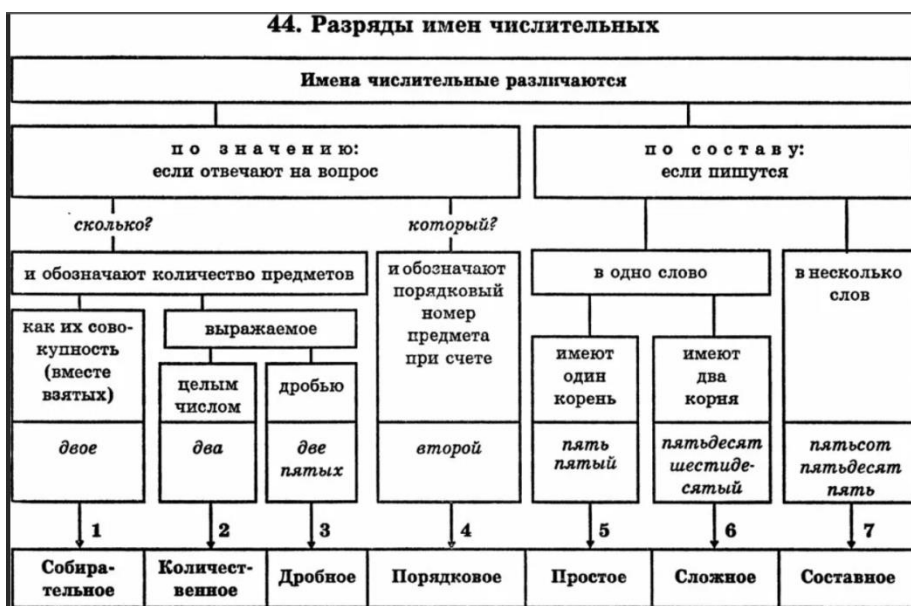 44. Разряды имен числительных
Имена числительные различаются
по значению:
если отвечают на вопрос
по составу:
если пишутся
сколько?
который?
и обозначают количество предметов
и обозначают
порядковый
номер
предмета
при счете
в одно слово
в несколько
слов
как их сово-
купность
(вместе
взятых)
выражаемое
целым
числом
дробью
имеют
один
корень
имеют
два
корня
двое
два
две
пятых
второй
пять
пятый
пятьдесят
шестиде-
сятый
пятьсот
пятьдесят
пять
1
2
3
4
5
6
7
Собира-
тельное
Количест-
венное
Дробное
Порядковое
Простое
Сложное
Составное